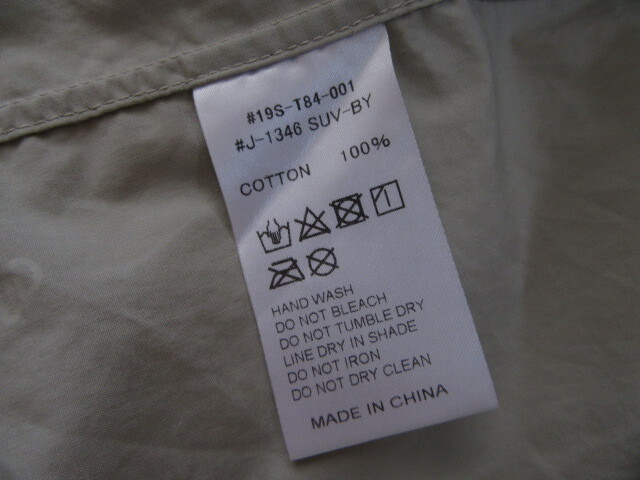 #19S-T84-001
#J-1346 SUV-BY
COTTON 100%
HAND WASH
DO NOT BLEACH
DO NOT TUMBLE DRY
LINE DRY IN SHADE
DO NOT IRON
DO NOT DRY CLEAN
MADE IN CHINA